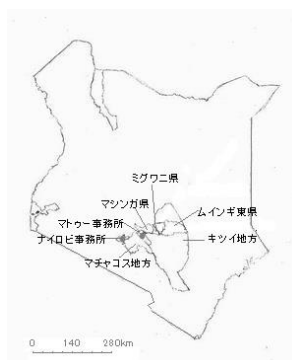 ミグワニ県
マシンガ県
ムインギ東県
マトゥー事務所
ナイロビ事務所
キツイ地方
マチャコス地方
0 140 280km